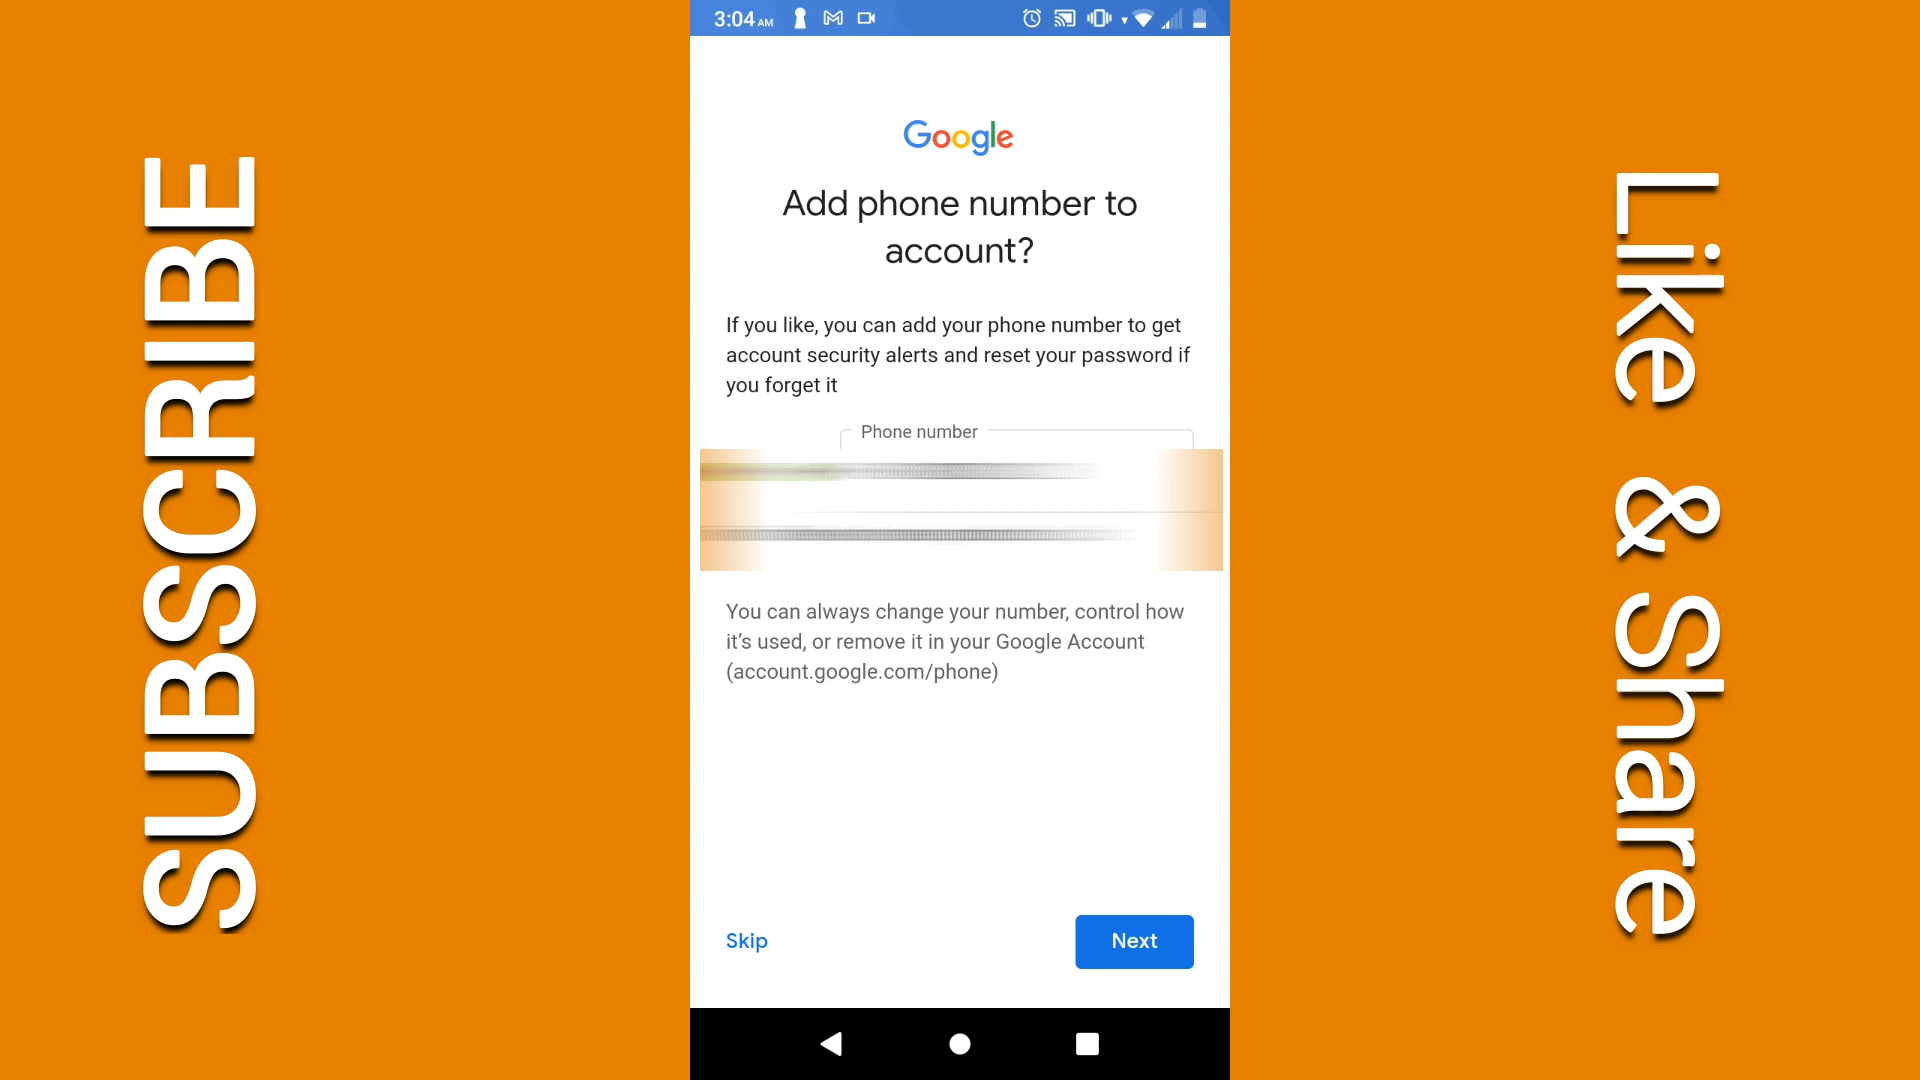 SUBSCRIBE
3:04 AM
Google
Add phone number to
account?
If you like, you can add your phone number to get
account security alerts and reset your password if
you forget it
Phone number
You can always change your number, control how
it’s used, or remove it in your Google Account
(account.google.com/phone)
Skip
Next
Like & Share